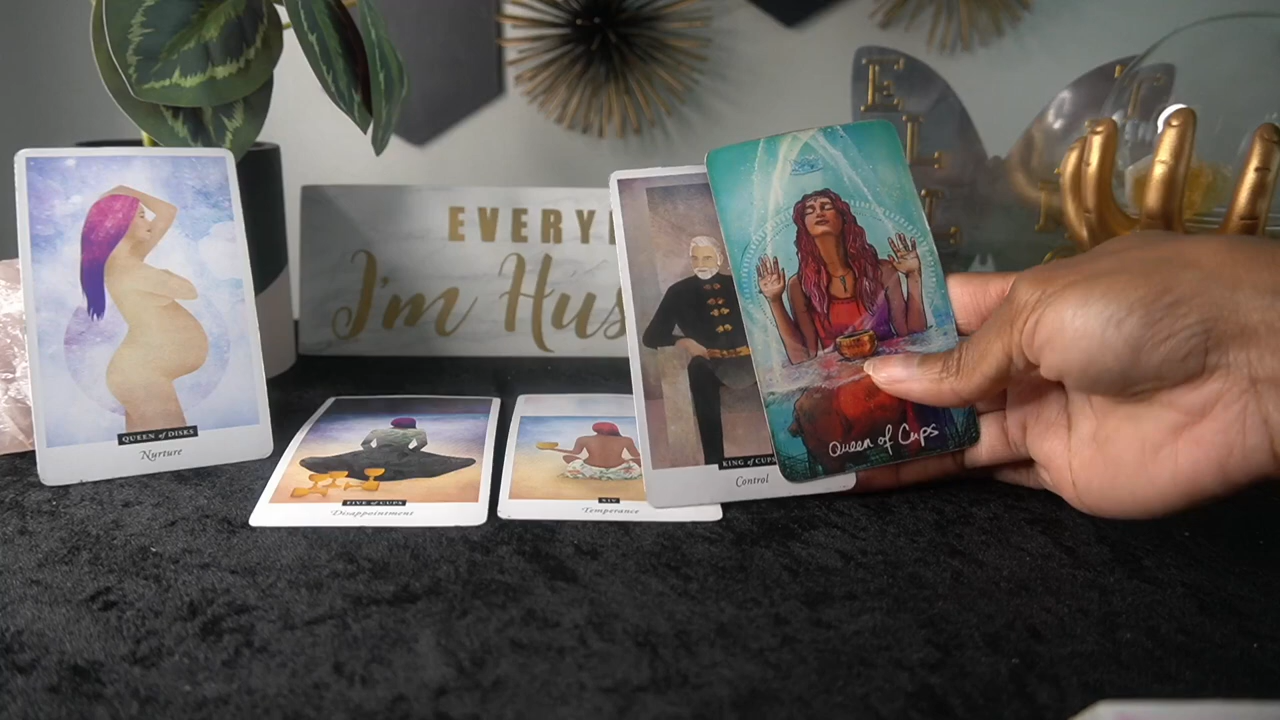 EVERY
I'm Hus
QUEEN of DISKS
Nurture
FIVE of CUPS
Disappointment
XIV
Temperance
KING of CUPS
Control
Queen of Cups